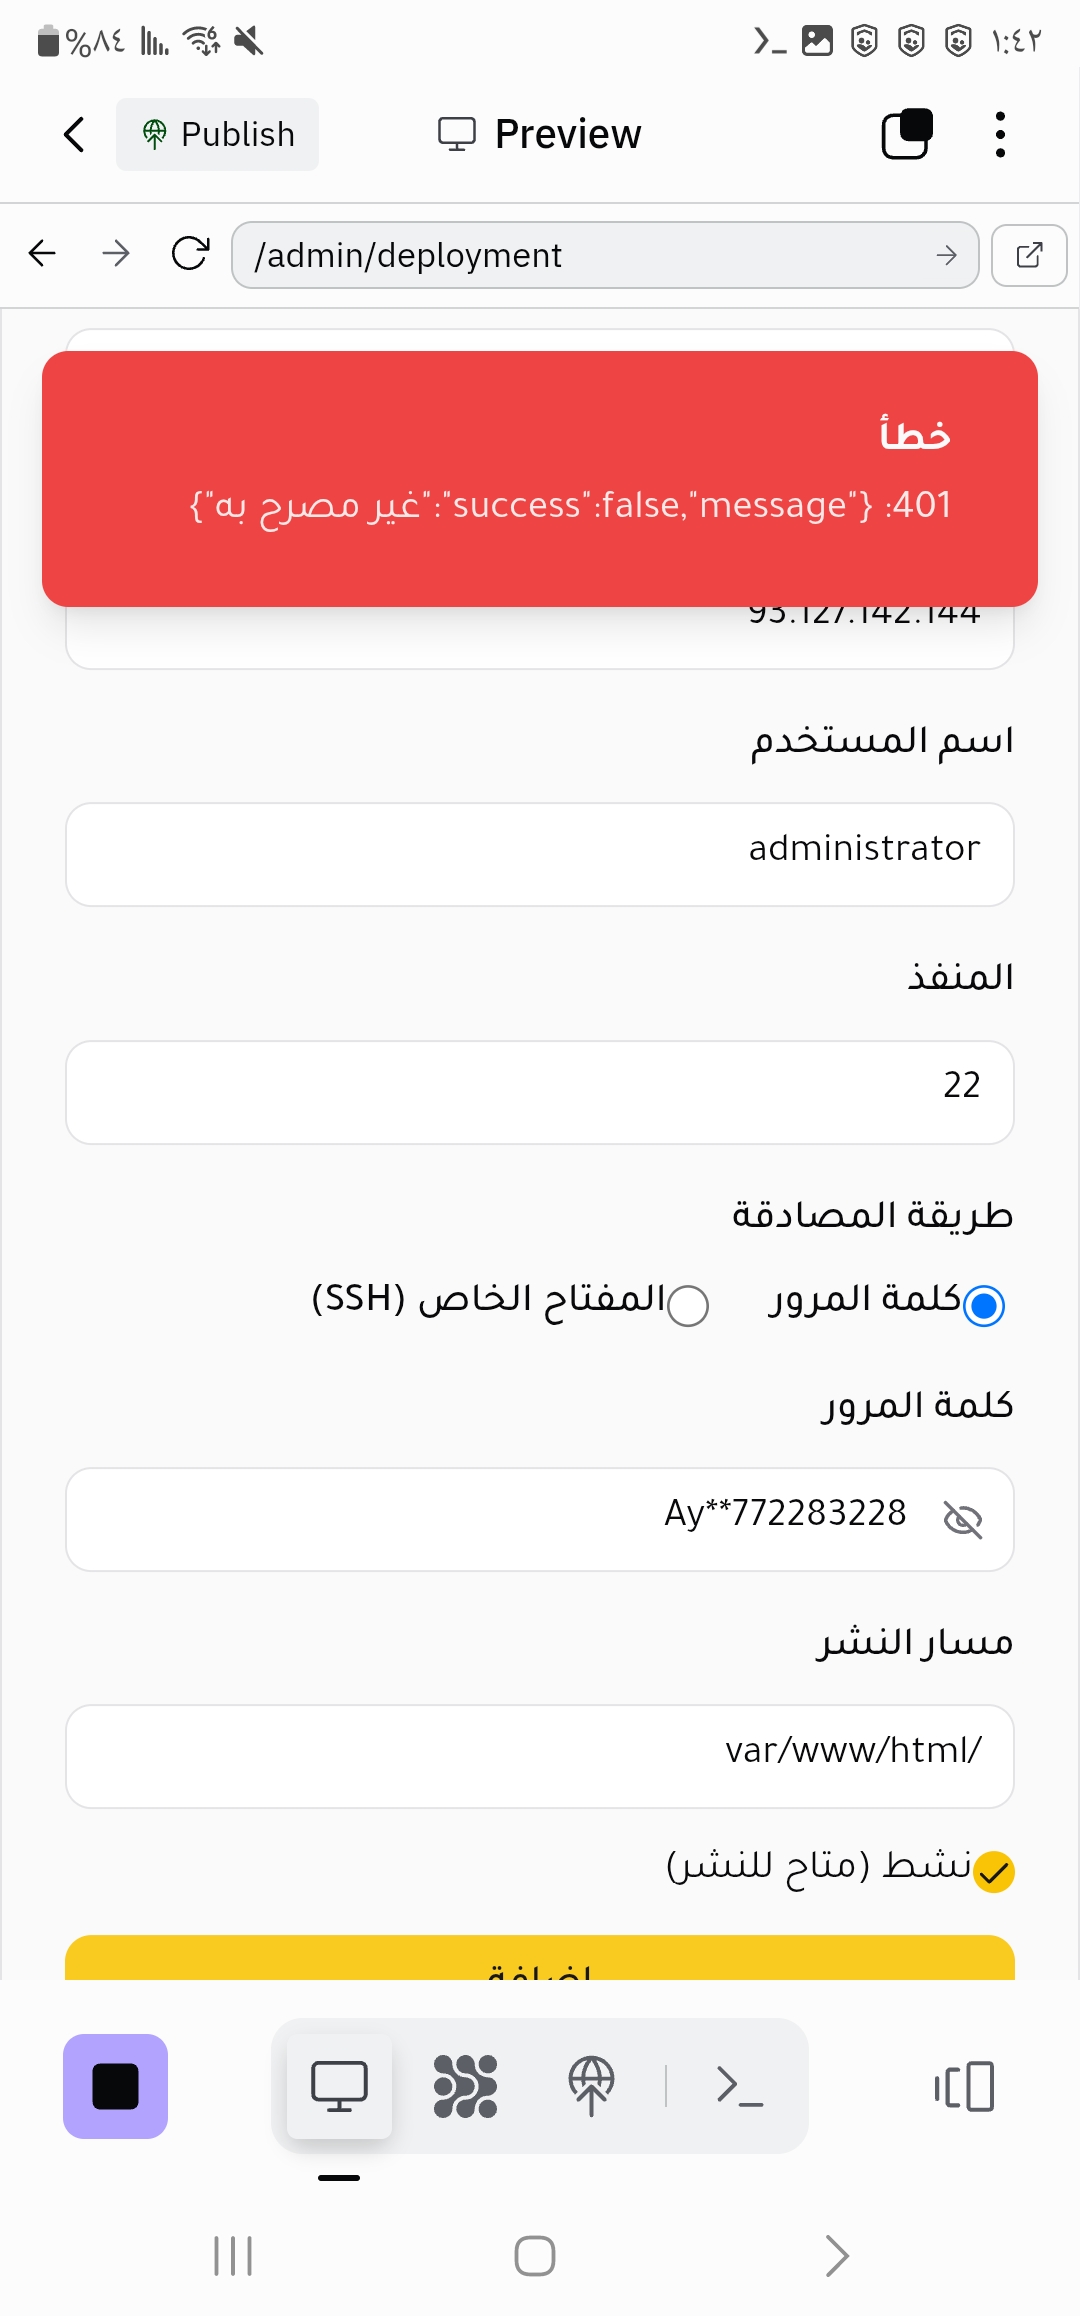 %٨٤
6
١:٤٢
Publish
Preview
/admin/deployment
خطأ
401: {"success":false,"message":"غير مصرح به"}
93.127.142.144
اسم المستخدم
administrator
المنفذ
22
طريقة المصادقة
كلمة المرور
المفتاح الخاص (SSH)
كلمة المرور
Ay**772283228
مسار النشر
var/www/html/
نشط (متاح للنشر)
إضافة